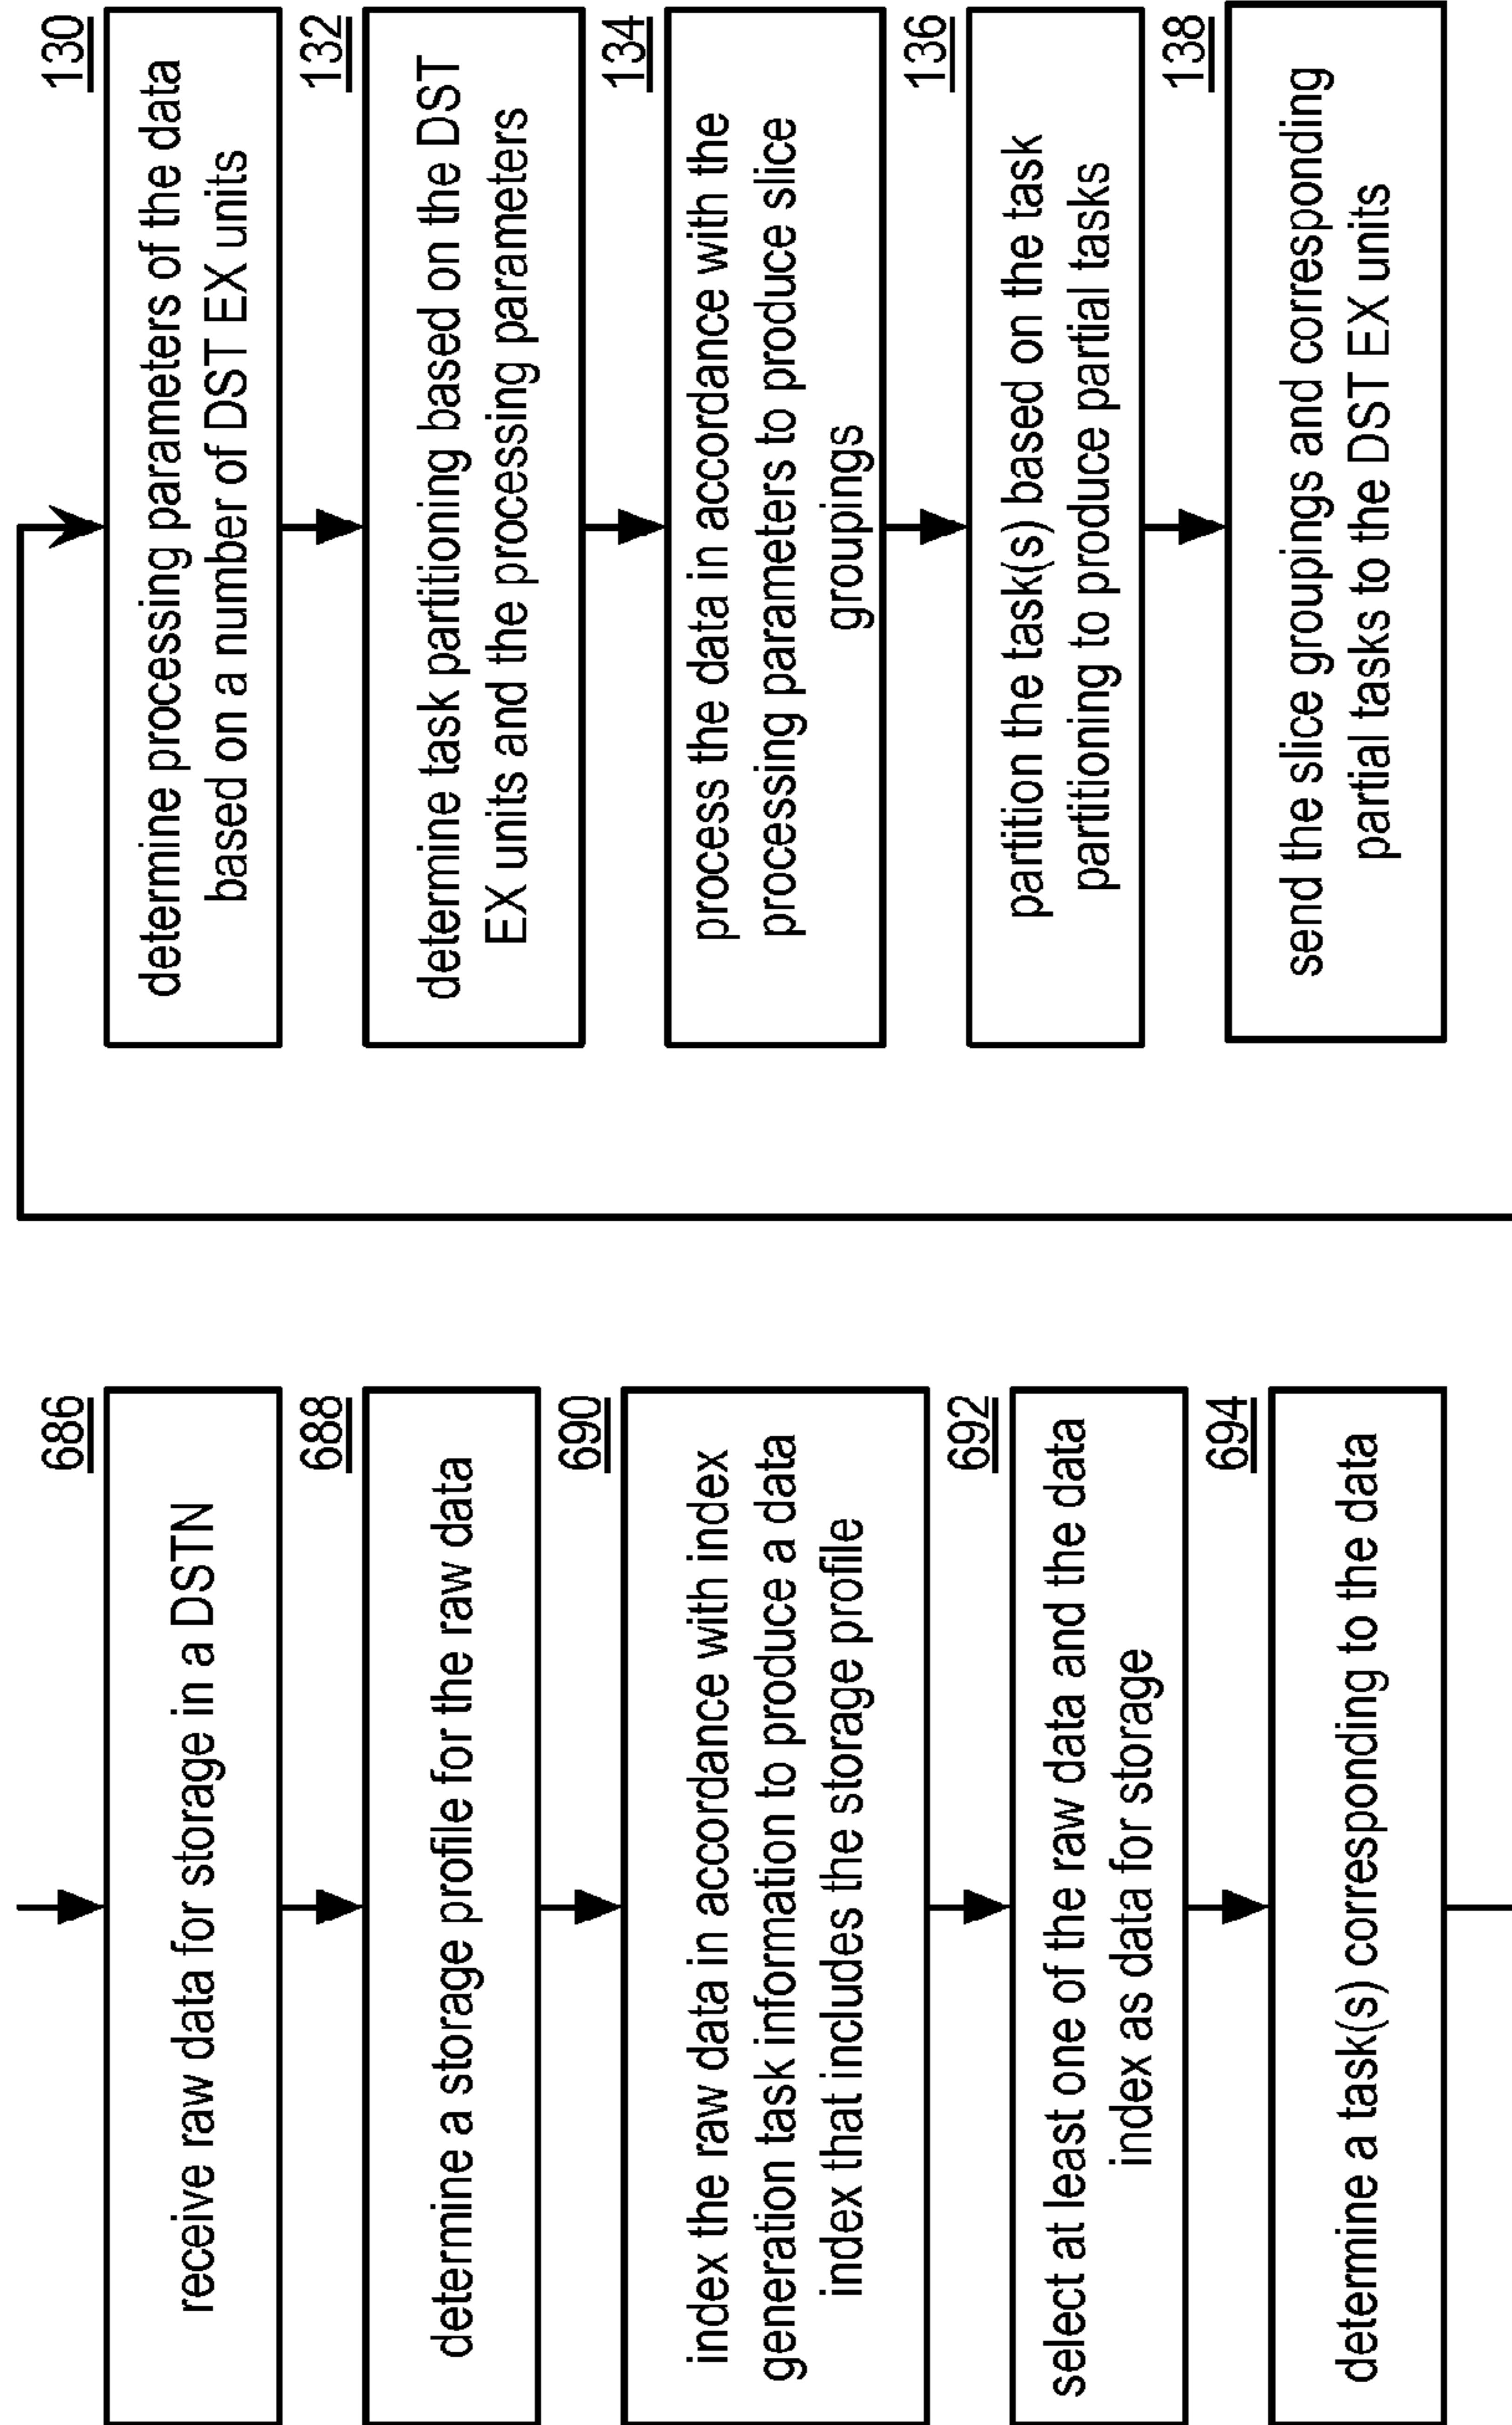 686
receive raw data for storage in a DSTN
688
determine a storage profile for the raw data
690
index the raw data in accordance with index
generation task information to produce a data
index that includes the storage profile
692
select at least one of the raw data and the data
index as data for storage
694
determine a task(s) corresponding to the data
130
determine processing parameters of the data
based on a number of DST EX units
132
determine task partitioning based on the DST
EX units and the processing parameters
134
process the data in accordance with the
processing parameters to produce slice
groupings
136
partition the task(s) based on the task
partitioning to produce partial tasks
138
send the slice groupings and corresponding
partial tasks to the DST EX units